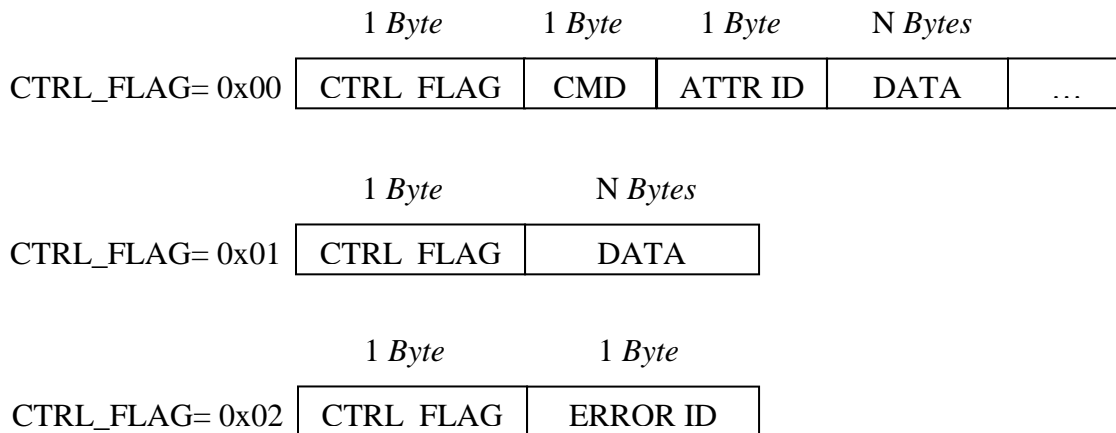 1 Byte 1 Byte 1 Byte N Bytes
CTRL_FLAG= 0x00 CTRL FLAG CMD ATTR ID DATA …
1 Byte N Bytes
CTRL_FLAG= 0x01 CTRL FLAG DATA
1 Byte 1 Byte
CTRL_FLAG= 0x02 CTRL FLAG ERROR ID